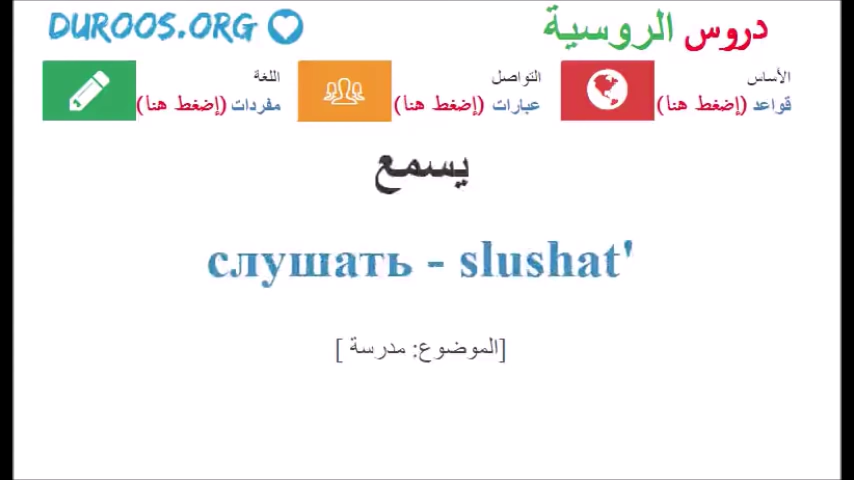 DUROOS.ORG
دروس الروسية
الأساس
قواعد (إضغط هنا)
التواصل
عبارات (إضغط هنا)
اللغة
مفردات (إضغط هنا)
يسمع
слушать - slushat'
[الموضوع: مدرسة ]